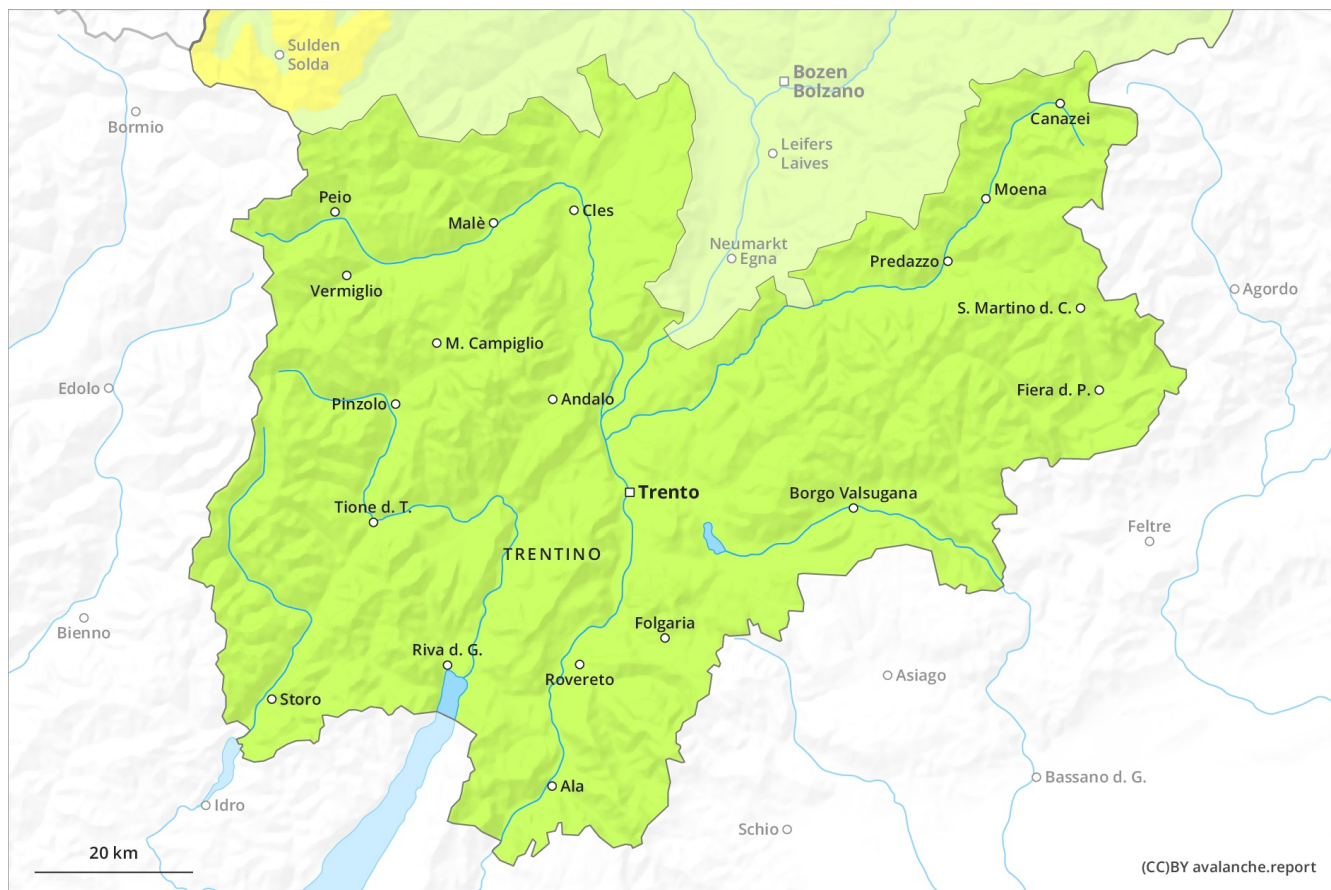 Sulden
Solda
Bozen
Bolzano
Bormio
Canazei
Leifers
Laives
Moena
Peio
Malè
Cles
Neumarkt
Egna
Predazzo
Vermiglio
Agordo
S. Martino d. C.
M. Campiglio
Edolo
Pinzolo
Andalo
Fiera d. P.
Trento
Borgo Valsugana
Tione d. T.
Feltre
TRENTINO
Bienno
Folgaria
Riva d. G.
Rovereto
Asiago
Storo
Bassano d. G.
Ala
Idro
Schio
20 km
(CC)BY avalanche.report